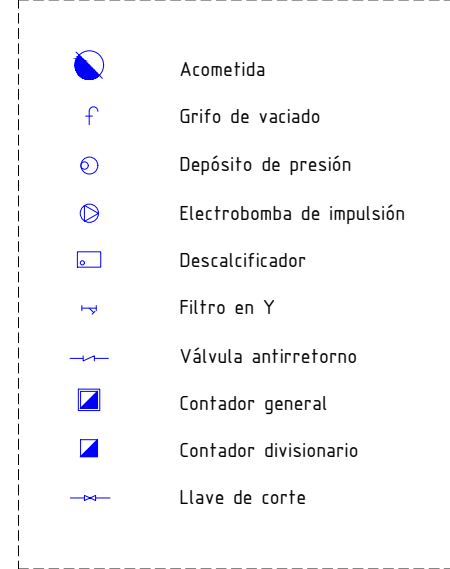 Acometida
Grifo de vaciado
Depósito de presión
Electrobomba de impulsión
Descalcificador
Filtro en Y
Válvula antirretorno
Contador general
Contador divisionario
Llave de corte